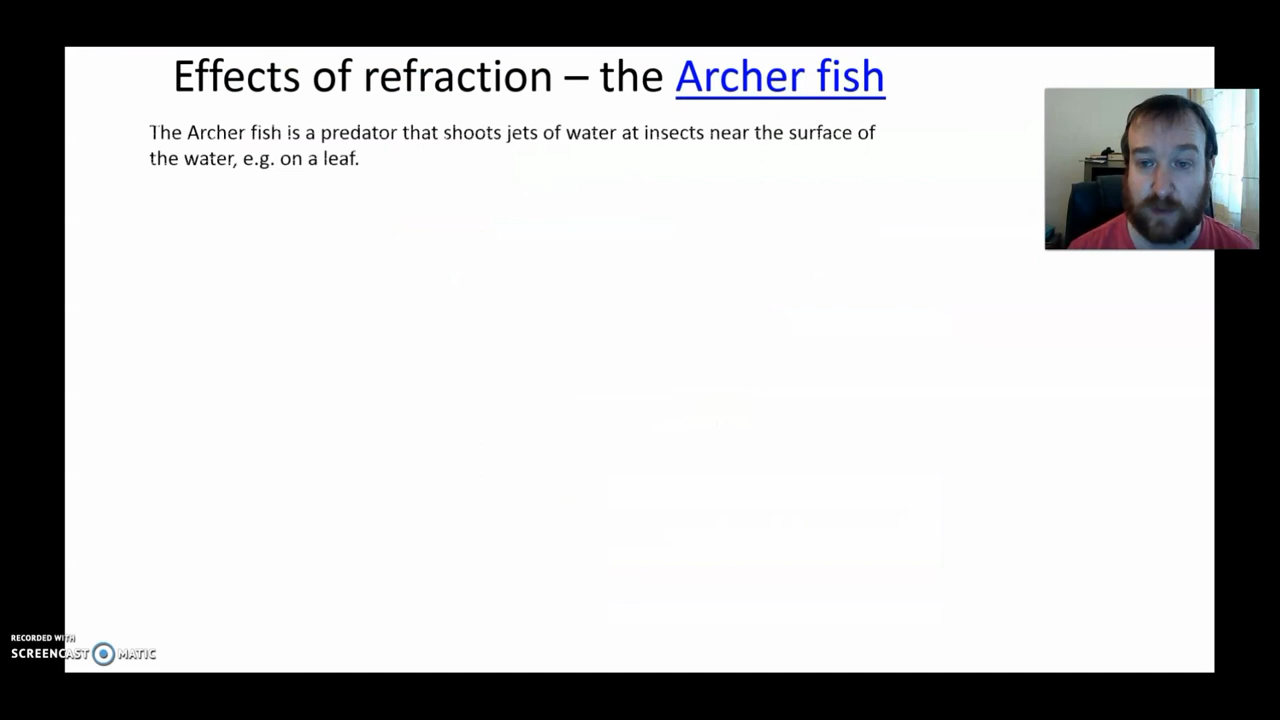 Effects of refraction – the Archer fish
The Archer fish is a predator that shoots jets of water at insects near the surface of
the water, e.g. on a leaf.
RECORDED WITH
SCREENCAST MATIC